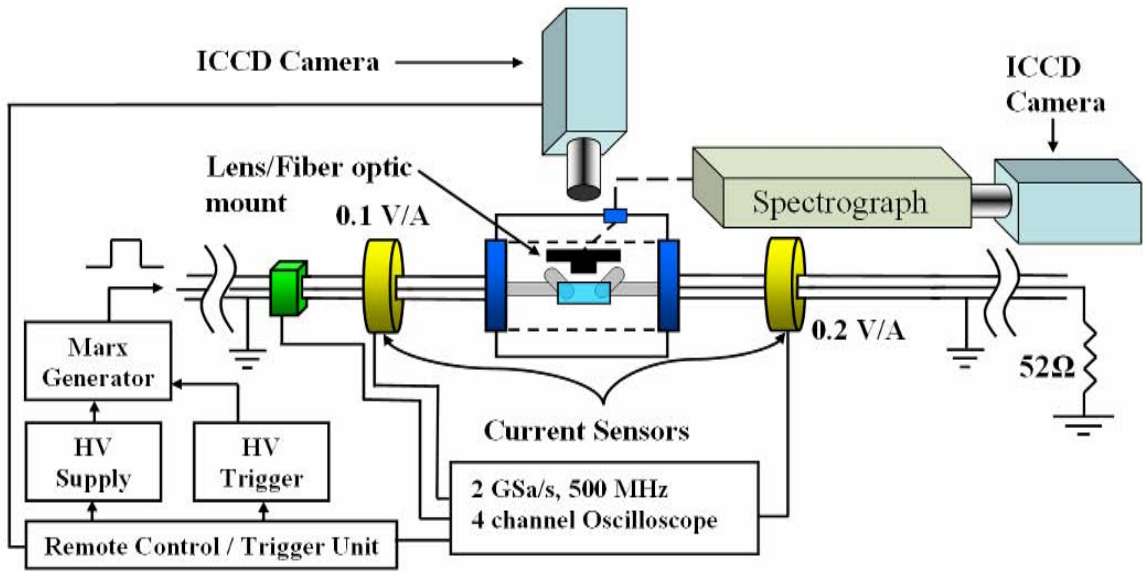 ICCD Camera
ICCD
Camera
Lens/Fiber optic
mount
0.1 V/A
Spectrograph
0.2 V/A
52Ω
Marx
Generator
Current Sensors
HV
Supply
HV
Trigger
2 GSa/s, 500 MHz
4 channel Oscilloscope
Remote Control / Trigger Unit